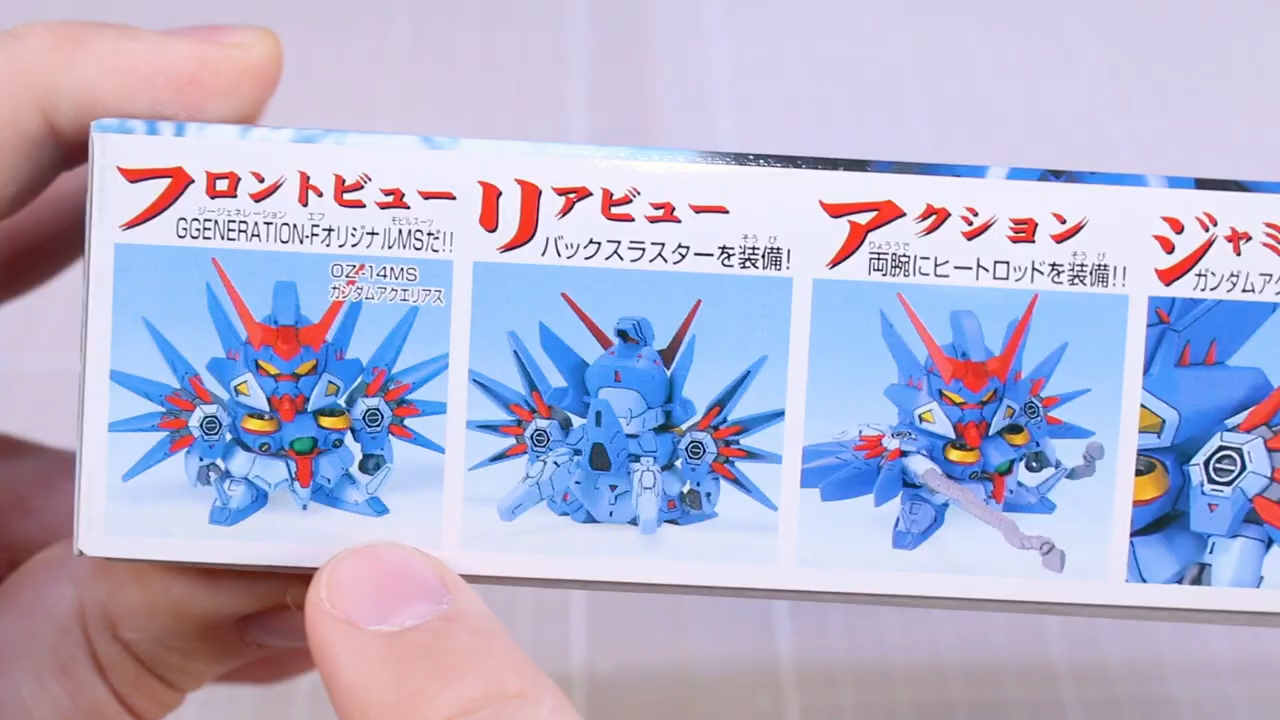 フロントビュー
ジージェネレーション エフ モビルスーツ
GGENERATION-FオリジナルMSだ!!
OZ-14MS
ガンダムアクエリアス
リアビュー
そうび
バックスラスターを装備!
アクション
りょううで そうび
両腕にヒートロッドを装備!!
ジャミ
ガンダムアク